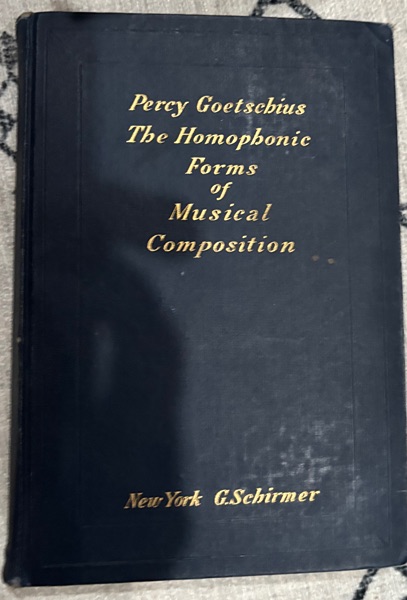 Percy Goetschius
The Homophonic
Forms
of
Musical
Composition
New York G. Schirmer